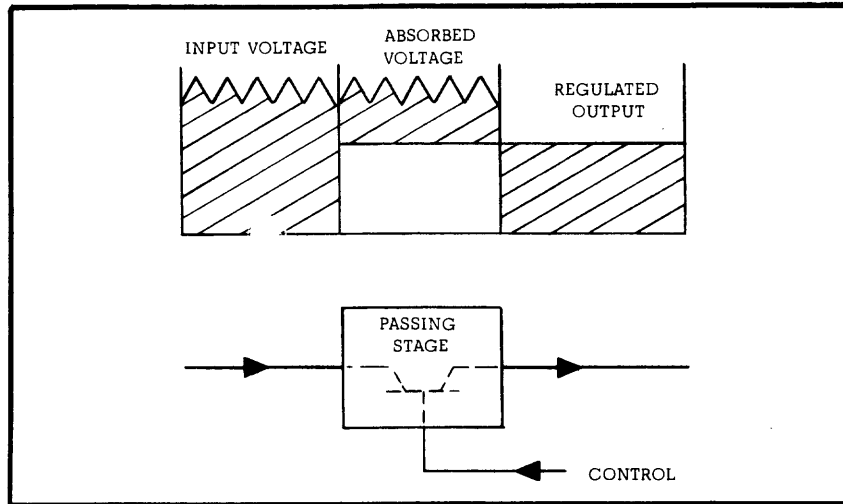 INPUT VOLTAGE
ABSORBED
VOLTAGE
REGULATED
OUTPUT
PASSING
STAGE
CONTROL